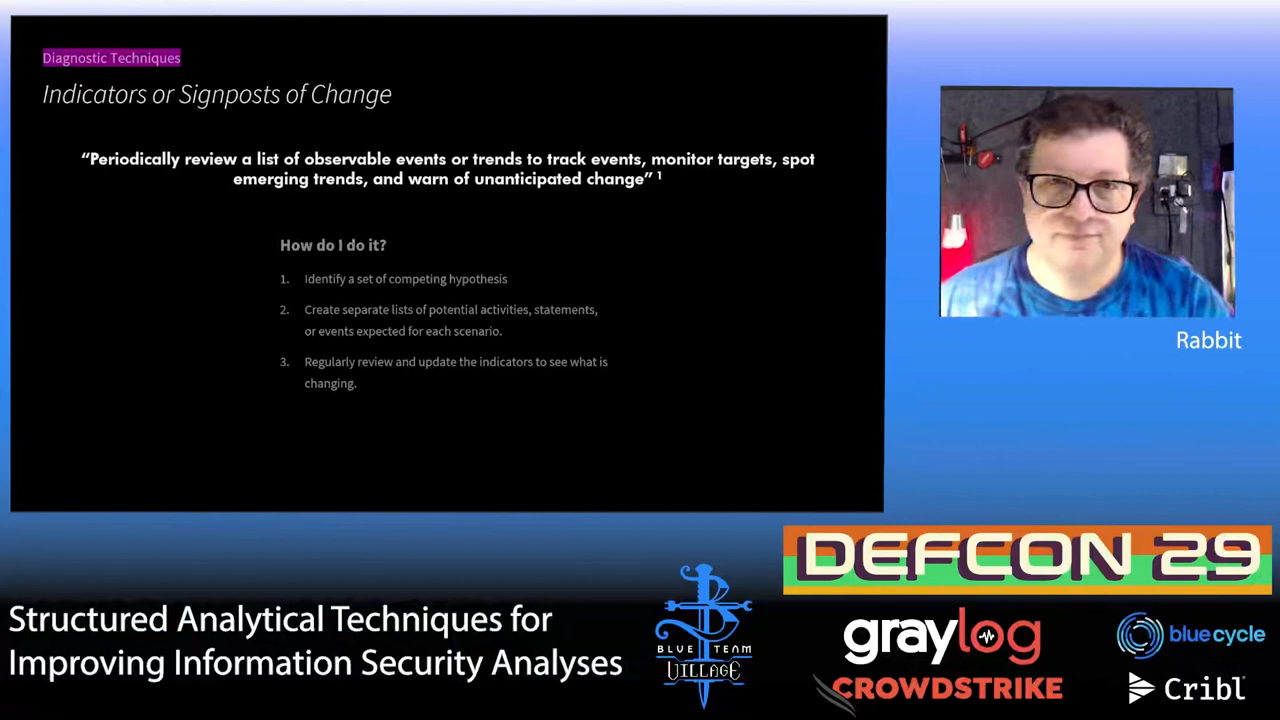 Diagnostic Techniques
Indicators or Signposts of Change
“Periodically review a list of observable events or trends to track events, monitor targets, spot
emerging trends, and warn of unanticipated change” 1
How do I do it?
1. Identify a set of competing hypothesis
2. Create separate lists of potential activities, statements,
or events expected for each scenario.
3. Regularly review and update the indicators to see what is
changing.
Rabbit
DEFCON 29
Structured Analytical Techniques for
Improving Information Security Analyses
BLUE TEAM
VILLAGE
graylog
bluecycle
CROWDSTRIKE
Cribl